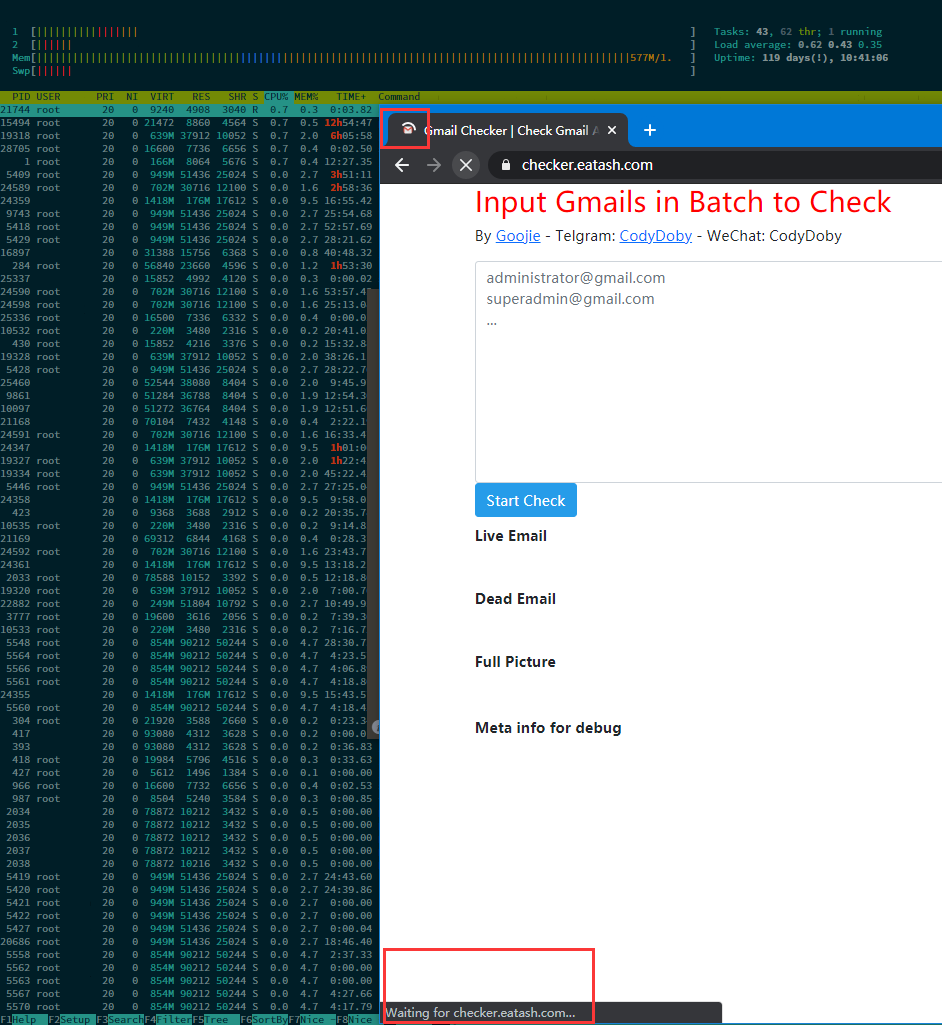 1 [||||||||||||||||| ] Tasks: 43, 62 thr; 1 running
2 [|||||| ] Load average: 0.62 0.43 0.35
Mem[||||||||||||||||||||||||577M/1. ] Uptime: 119 days(!), 10:41:06
Swp[|||||| ]
PID USER PRI NI VIRT RES SHR S CPU% MEM% TIME+ Command
21744 root 20 0 9240 4908 3040 R 0.7 0.3 0:03.82
15494 root 20 0 21472 8860 4564 S 0.7 0.5 12h54:47
19318 root 20 0 639M 37912 10052 S 0.7 2.0 6h05:58
28705 root 20 0 16600 7736 6656 S 0.7 0.4 0:02.50
1 root 20 0 166M 8064 5676 S 0.7 0.4 12:27.35
5409 root 20 0 949M 51436 25024 S 0.0 2.7 3h51:11
24589 root 20 0 702M 30716 12100 S 0.0 1.6 2h58:36
24359 20 0 1418M 176M 17612 S 0.0 9.5 16:55.42
9743 root 20 0 949M 51436 25024 S 0.0 2.7 25:54.68
5418 root 20 0 949M 51436 25024 S 0.0 2.7 52:57.69
5429 root 20 0 949M 51436 25024 S 0.0 2.7 28:21.62
16897 20 0 31388 15756 6368 S 0.0 0.8 40:48.32
284 root 20 0 56840 23660 4596 S 0.0 1.2 1h53:30
25337 20 0 15852 4992 4120 S 0.0 0.3 0:00.02
24590 root 20 0 702M 30716 12100 S 0.0 1.6 53:57.4
24598 root 20 0 702M 30716 12100 S 0.0 1.6 25:13.0
25336 root 20 0 16500 7336 6332 S 0.0 0.4 0:00.0
10532 root 20 0 220M 3480 2316 S 0.0 0.2 20:41.0
430 root 20 0 15852 4216 3376 S 0.0 0.2 15:32.8
19328 root 20 0 639M 37912 10052 S 0.0 2.0 38:26.1
5428 root 20 0 949M 51436 25024 S 0.0 2.7 28:22.7
25460 20 0 52544 38080 8404 S 0.0 2.0 9:45.9
9861 20 0 51284 36788 8404 S 0.0 1.9 12:54.3
10097 20 0 51272 36764 8404 S 0.0 1.9 12:51.6
21168 20 0 70104 7432 4148 S 0.0 0.4 2:22.1
24591 root 20 0 702M 30716 12100 S 0.0 1.6 16:33.4
24347 20 0 1418M 176M 17612 S 0.0 9.5 1h01:0
19327 root 20 0 639M 37912 10052 S 0.0 2.0 1h22:4
19334 root 20 0 639M 37912 10052 S 0.0 2.0 45:22.4
5446 root 20 0 949M 51436 25024 S 0.0 2.7 27:25.0
24358 20 0 1418M 176M 17612 S 0.0 9.5 9:58.0
423 20 0 9368 3688 2912 S 0.0 0.2 20:35.7
10535 root 20 0 220M 3480 2316 S 0.0 0.2 9:14.8
21169 20 0 69312 6844 4168 S 0.0 0.4 0:28.3
24592 root 20 0 702M 30716 12100 S 0.0 1.6 23:43.7
24361 20 0 1418M 176M 17612 S 0.0 9.5 13:18.2
2033 root 20 0 78588 10152 3392 S 0.0 0.5 12:18.8
19320 root 20 0 639M 37912 10052 S 0.0 2.0 7:00.7
22882 root 20 0 249M 51804 10792 S 0.0 2.7 10:49.9
3777 root 20 0 19600 3616 2056 S 0.0 0.2 7:39.3
10533 root 20 0 220M 3480 2316 S 0.0 0.2 7:16.7
5548 root 20 0 854M 90212 50244 S 0.0 4.7 28:30.7
5564 root 20 0 854M 90212 50244 S 0.0 4.7 4:23.5
5566 root 20 0 854M 90212 50244 S 0.0 4.7 4:06.8
5561 root 20 0 854M 90212 50244 S 0.0 4.7 4:18.8
24355 20 0 1418M 176M 17612 S 0.0 9.5 15:43.5
5560 root 20 0 854M 90212 50244 S 0.0 4.7 4:18.4
304 root 20 0 21920 3588 2660 S 0.0 0.2 0:23.3
417 20 0 93080 4312 3628 S 0.0 0.2 0:00.0
393 20 0 93080 4312 3628 S 0.0 0.2 0:36.83
418 root 20 0 19984 5796 4516 S 0.0 0.3 0:33.63
427 root 20 0 5612 1496 1384 S 0.0 0.1 0:00.00
966 root 20 0 16600 7732 6656 S 0.0 0.4 0:02.53
987 root 20 0 8504 5240 3584 S 0.0 0.3 0:00.85
2034 20 0 78872 10212 3432 S 0.0 0.5 0:00.00
2035 20 0 78872 10212 3432 S 0.0 0.5 0:00.00
2036 20 0 78872 10212 3432 S 0.0 0.5 0:00.00
2037 20 0 78872 10212 3432 S 0.0 0.5 0:00.00
2038 20 0 78872 10216 3432 S 0.0 0.5 0:00.00
5419 root 20 0 949M 51436 25024 S 0.0 2.7 24:43.60
5420 root 20 0 949M 51436 25024 S 0.0 2.7 24:39.86
5421 root 20 0 949M 51436 25024 S 0.0 2.7 0:00.00
5422 root 20 0 949M 51436 25024 S 0.0 2.7 0:00.00
5427 root 20 0 949M 51436 25024 S 0.0 2.7 0:00.04
20686 root 20 0 949M 51436 25024 S 0.0 2.7 18:46.40
5558 root 20 0 854M 90212 50244 S 0.0 4.7 2:37.33
5562 root 20 0 854M 90212 50244 S 0.0 4.7 0:00.00
5563 root 20 0 854M 90212 50244 S 0.0 4.7 0:00.00
5567 root 20 0 854M 90212 50244 S 0.0 4.7 4:27.66
5570 root 20 0 854M 90212 50244 S 0.0 4.7 4:17.79
F1Help F2Setup F3SearchF4FilterF5Tree F6SortByF7Nice -F8Nice
Gmail Checker | Check Gmail A
checker.eatash.com
Input Gmails in Batch to Check
By Goojie - Telgram: CodyDoby - WeChat: CodyDoby
administrator@gmail.com
superadmin@gmail.com
...
Start Check
Live Email
Dead Email
Full Picture
Meta info for debug
Waiting for checker.eatash.com...